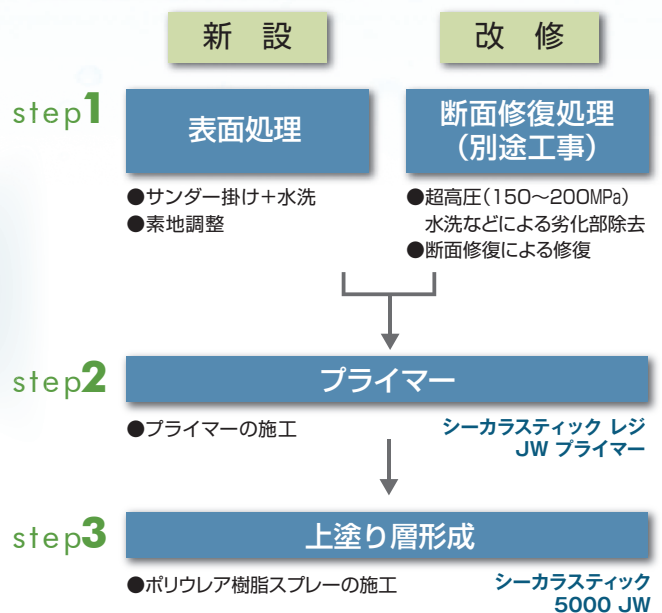 新 設
改 修
step1
表面処理
断面修復処理
（別途工事）
●サンダー掛け＋水洗
●素地調整
●超高圧（150～200MPa）
水洗などによる劣化部除去
●断面修復による修復
step2
プライマー
●プライマーの施工
シーカラスティック レジ
JW プライマー
step3
上塗り層形成
●ポリウレア樹脂スプレーの施工
シーカラスティック
5000 JW